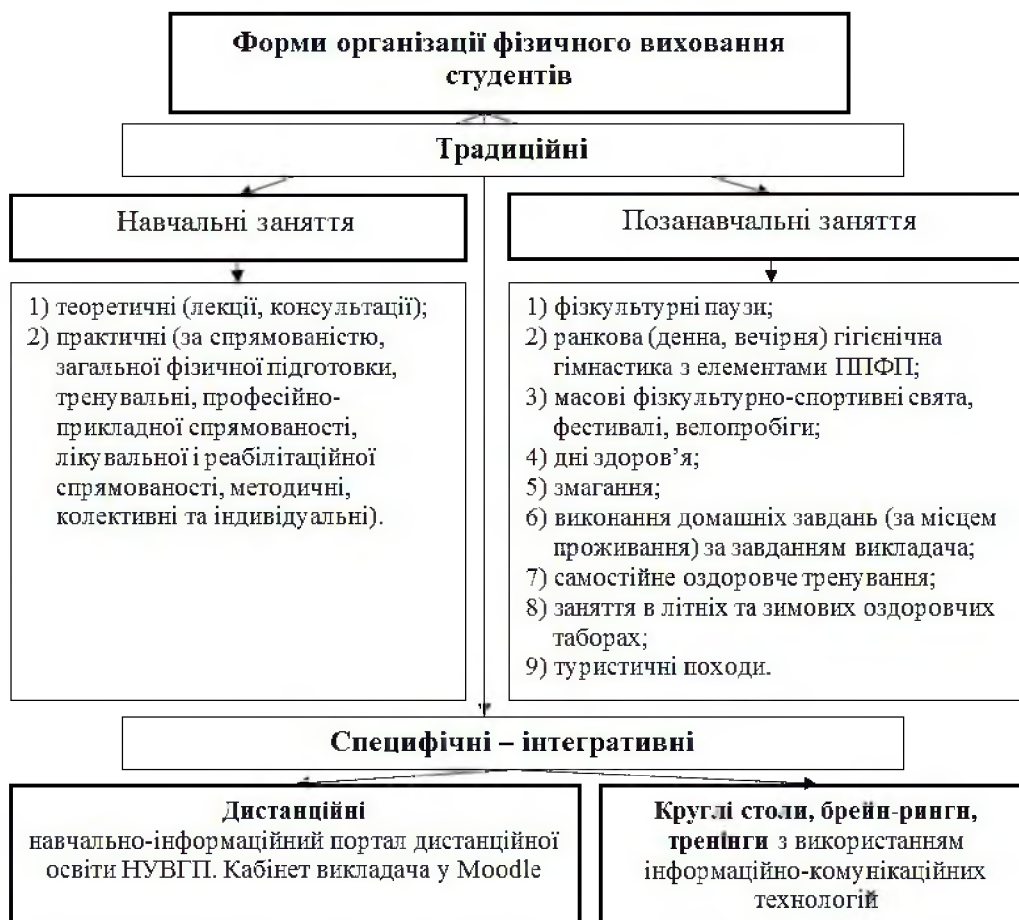 Форми організації фізичного виховання
студентів
Традиційні
Навчальні заняття
1) теоретичні (лекції, консультації);
2) практичні (за спрямованістю,
загальної фізичної підготовки,
тренувальні, професійно-
прикладної спрямованості,
лікувальної і реабілітаційної
спрямованості, методичні,
колективні та індивідуальні).
Позанавчальні заняття
1) фізкультурні паузи;
2) ранкова (денна, вечірня) гігієнічна
гімнастика з елементами ППФП;
3) масові фізкультурно-спортивні свята,
фестивалі, велопробіги;
4) дні здоров’я;
5) змагання;
6) виконання домашніх завдань (за місцем
проживання) за завданням викладача;
7) самостійне оздоровче тренування;
8) заняття в літніх та зимових оздоровчих
таборах;
9) туристичні походи.
Специфічні – інтегративні
Дистанційні
навчально-інформаційний портал дистанційної
освіти НУВГП. Кабінет викладача у Moodle
Круглі столи, брейн-ринги,
тренінги з використанням
інформаційно-комунікаційних
технологій